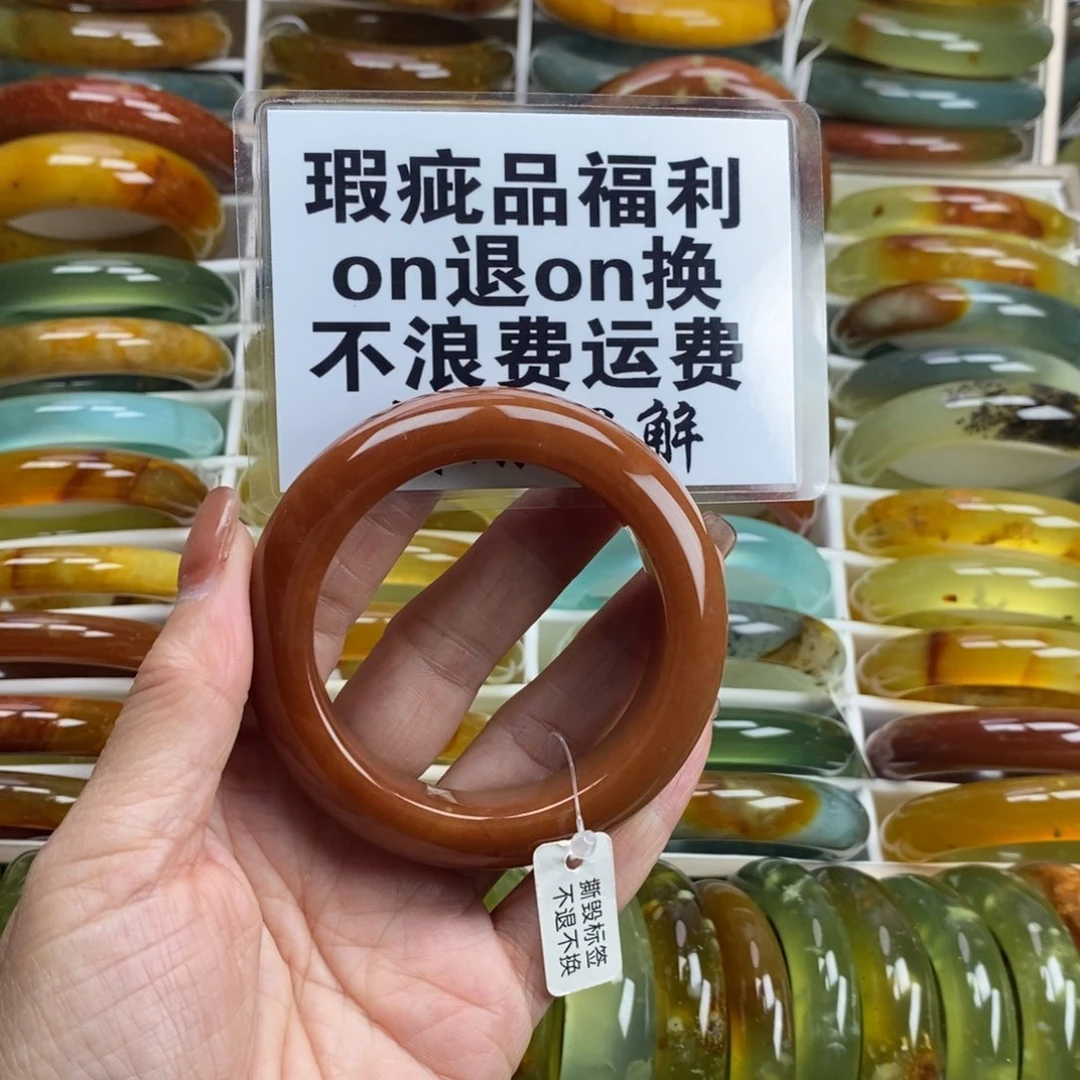 瑕疵品福利
on退on换
不浪费运费
解
撕毁标签
不退不换